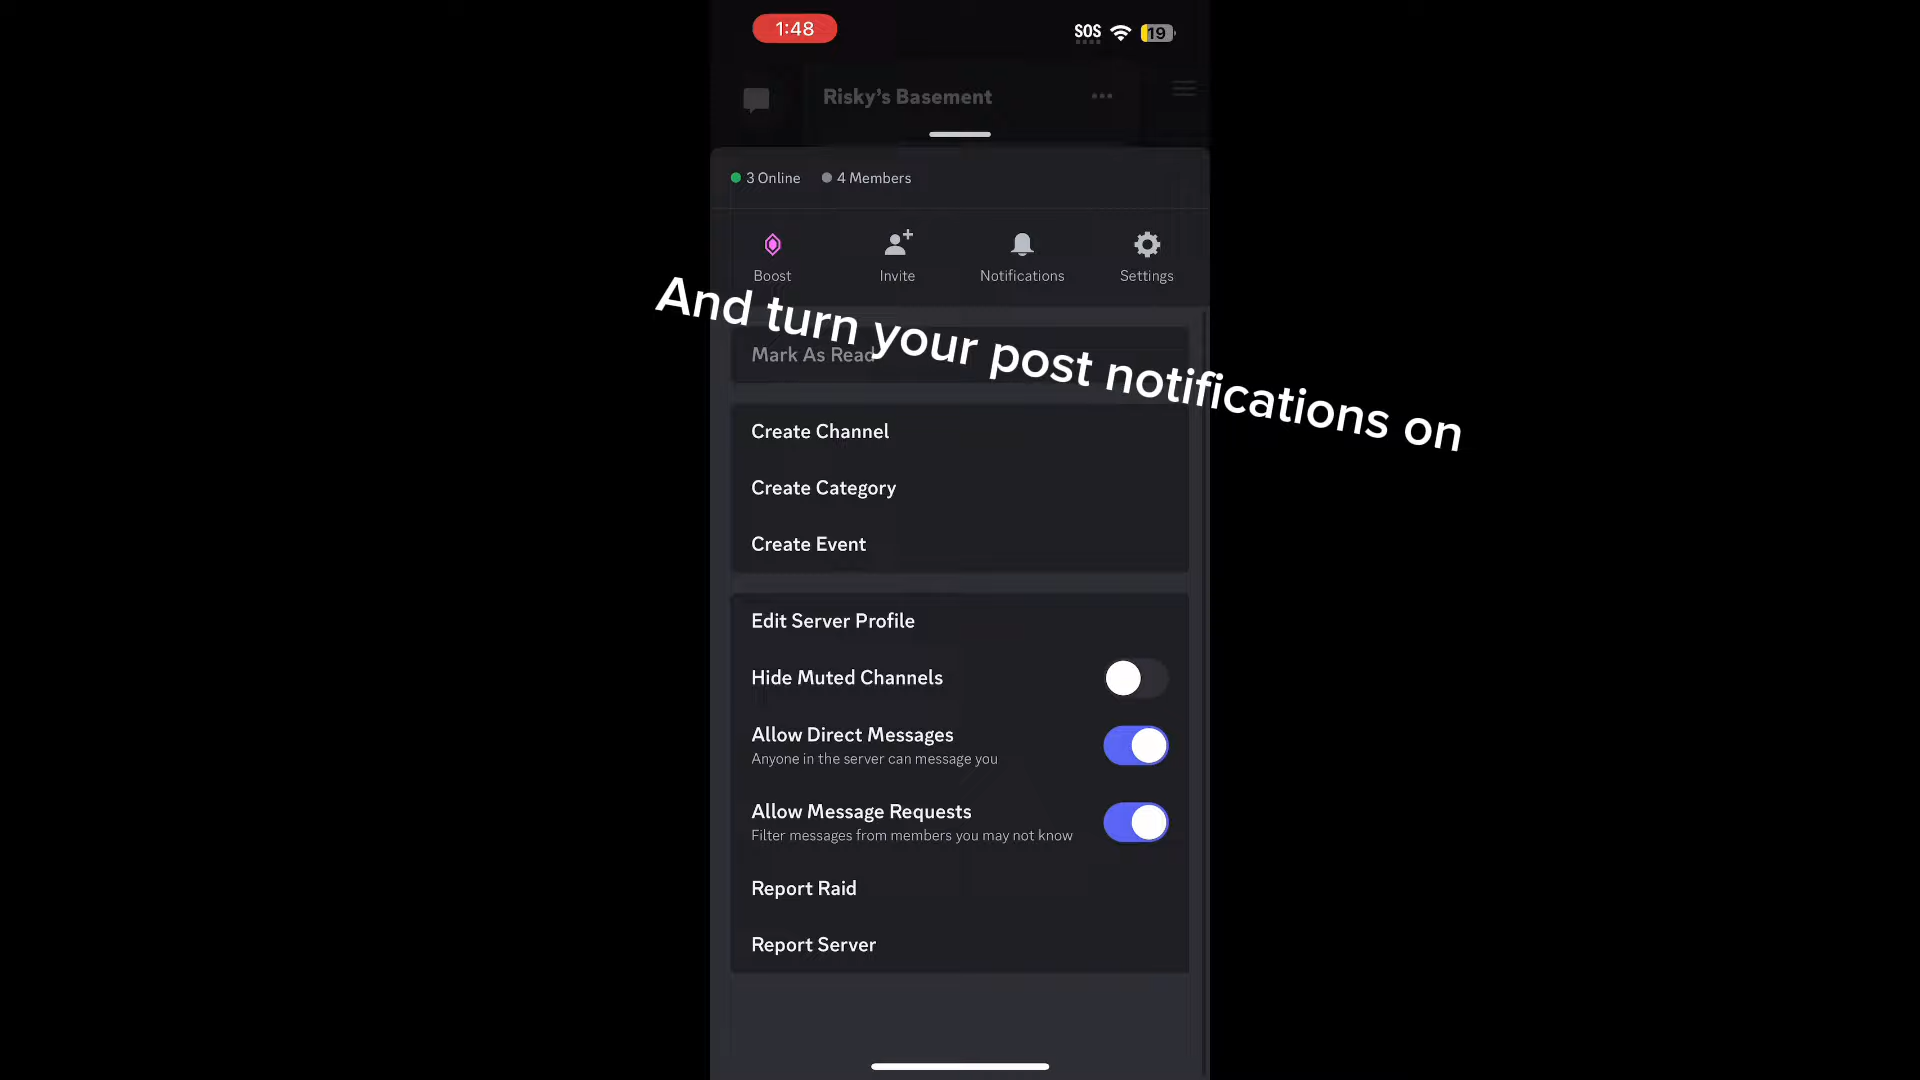 1:48
SOS
19
Risky's Basement
3 Online
4 Members
Boost
Invite
Notifications
Settings
And turn your post notifications on
Mark As Read
Create Channel
Create Category
Create Event
Edit Server Profile
Hide Muted Channels
Allow Direct Messages
Anyone in the server can message you
Allow Message Requests
Filter messages from members you may not know
Report Raid
Report Server